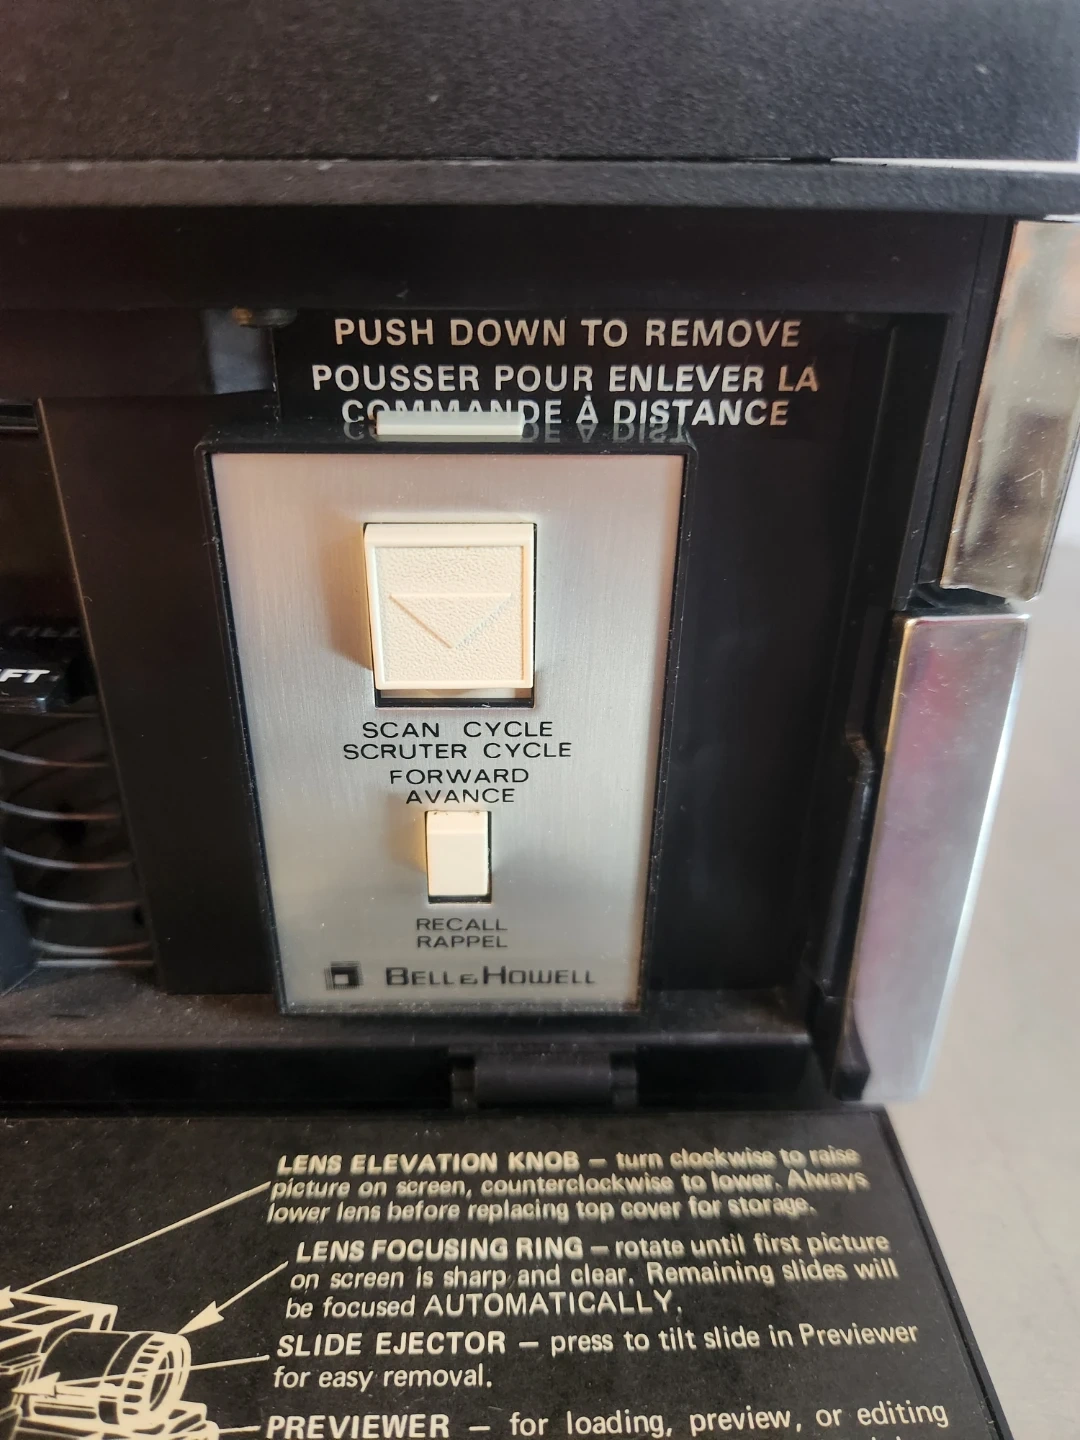 PUSH DOWN TO REMOVE
POUSSER POUR ENLEVER LA
COMMANDE À DISTANCE
FT
SCAN CYCLE
SCRUTER CYCLE
FORWARD
AVANCE
RECALL
RAPPEL
BELL & HOWELL
LENS ELEVATION KNOB – turn clockwise to raise
picture on screen, counterclockwise to lower. Always
lower lens before replacing top cover for storage.
LENS FOCUSING RING – rotate until first picture
on screen is sharp and clear. Remaining slides will
be focused AUTOMATICALLY.
SLIDE EJECTOR – press to tilt slide in Previewer
for easy removal.
PREVIEWER – for loading, preview, or editing